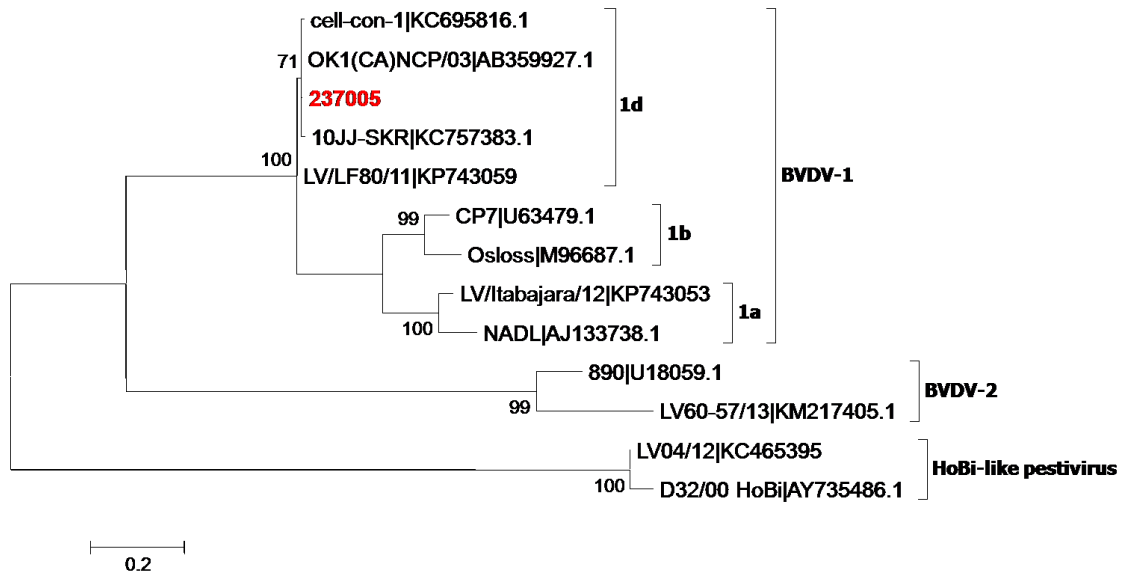 cell-con-1|KC695816.1
71
OK1(CA)NCP/03|AB359927.1
237005
1d
10JJ-SKR|KC757383.1
100
LV/LF80/11|KP743059
BVDV-1
99
CP7|U63479.1
1b
Osloss|M96687.1
LV/Itabajara/12|KP743053
1a
100
NADL|AJ133738.1
890|U18059.1
BVDV-2
99
LV60-57/13|KM217405.1
LV04/12|KC465395
HoBi-like pestivirus
100
D32/00 HoBi|AY735486.1
0.2